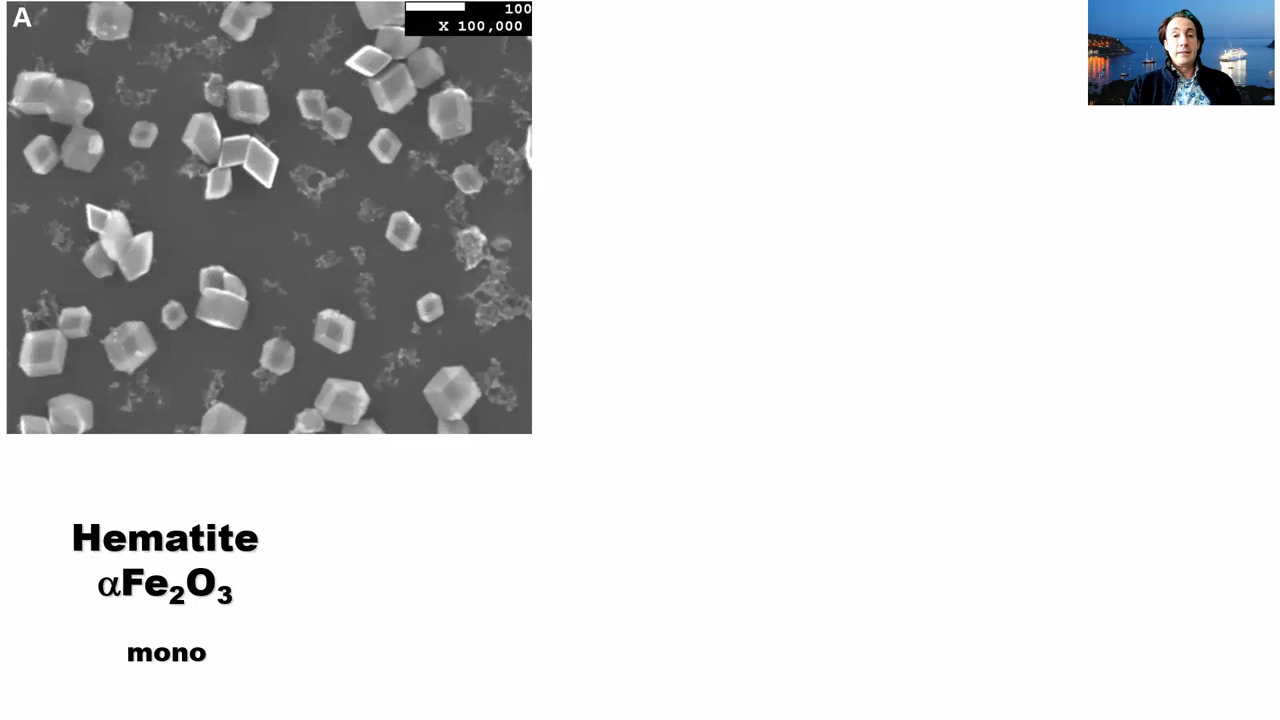 A
100
X 100,000
Hematite
αFe₂O₃
mono